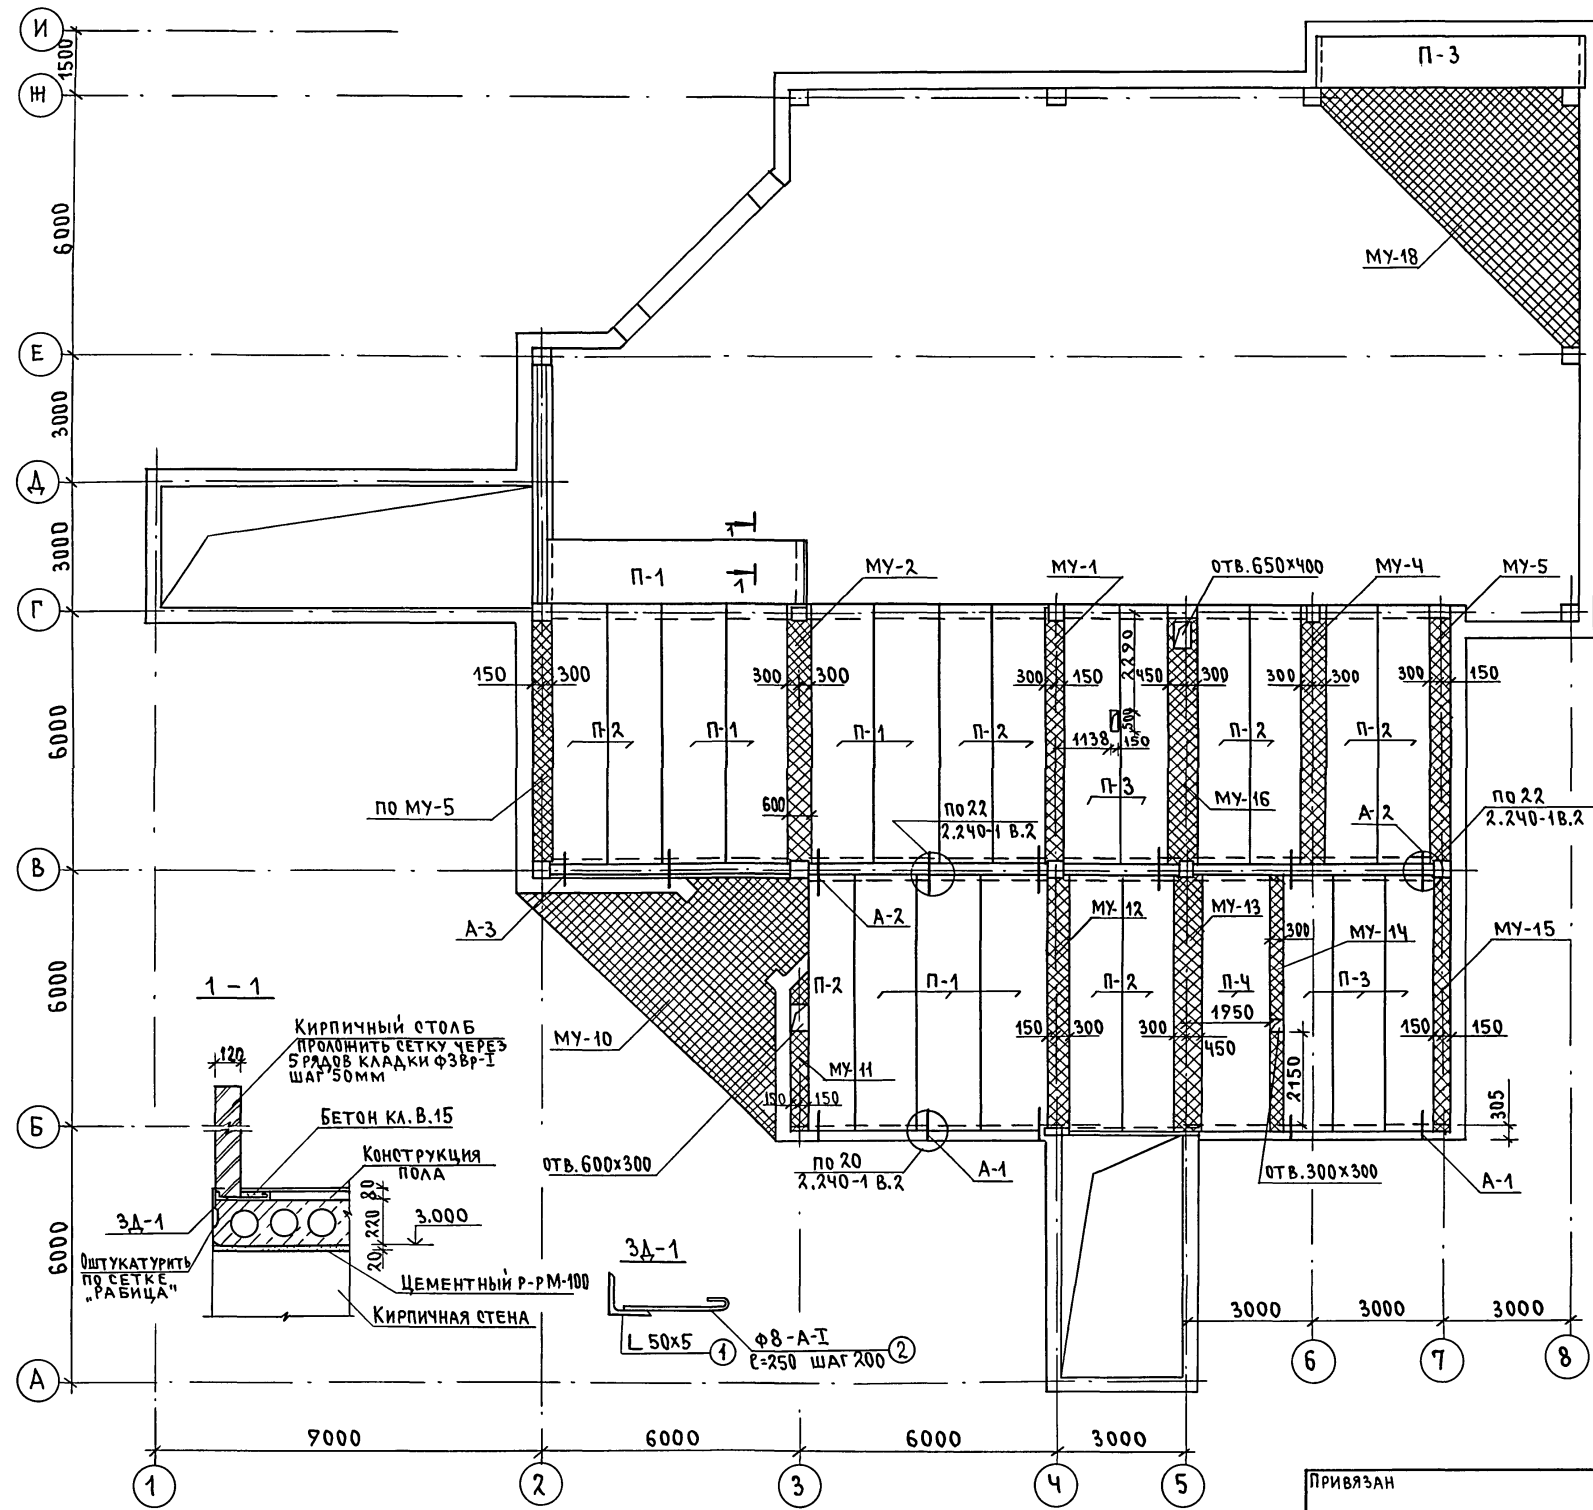 И
1500
Ж
П-3
6000
МУ-18
Е
3000
Д
3000
1
П-1
1
МУ-2
МУ-1
отв.650х400
МУ-4
МУ-5
Г
2290
150
300
300
300
300
150
450
300
300
300
300
150
6000
П-2
П-1
П-1
П-2
500
1138
150
П-2
П-2
П-3
по МУ-5
600
по 22
2.240-1 В.2
МУ-16
А-2
по 22
2.240-1 В.2
В
А-3
А-2
МУ-12
МУ-13
300
МУ-14
МУ-15
6000
1 - 1
П-2
П-1
П-2
П-4
П-3
Кирпичный столб
проложить сетку через
5 рядов кладки ф3Вр-I
шаг 50мм
120
МУ-10
150
300
300
1950
450
150
150
МУ-11
2150
150
150
305
Б
Бетон кл. В.15
Конструкция
пола
отв.600х300
по 20
2.240-1 В.2
А-1
отв.300х300
А-1
80
220
20
3.000
ЗД-1
6000
Оштукатурить
по сетке
„Рабица"
Цементный р-р М-100
Кирпичная стена
ЗД-1
L 50х5
1
ф8-А-I
ℓ=250 шаг 200
2
3000
3000
3000
6
7
8
А
9000
6000
6000
3000
1
2
3
4
5
Привязан